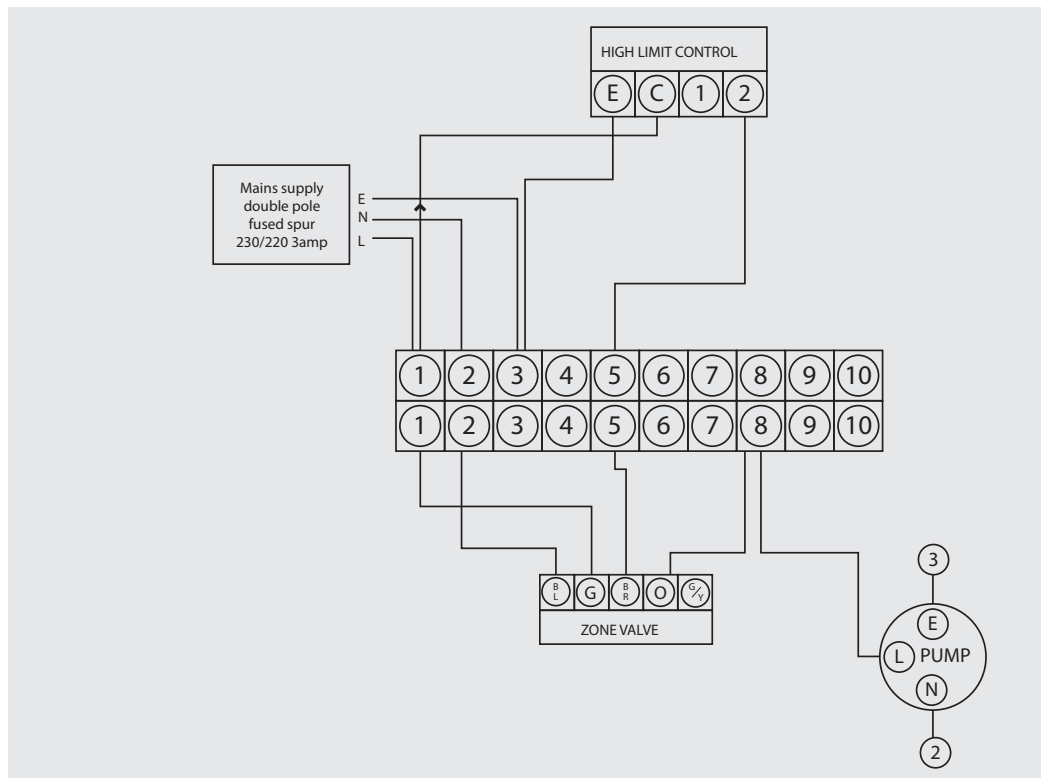 HIGH LIMIT CONTROL
E C 1 2
Mains supply
double pole
fused spur
230/220 3amp
E
N
L
1 2 3 4 5 6 7 8 9 10
1 2 3 4 5 6 7 8 9 10
BL G BR O G/Y
ZONE VALVE
3
E
L PUMP
N
2